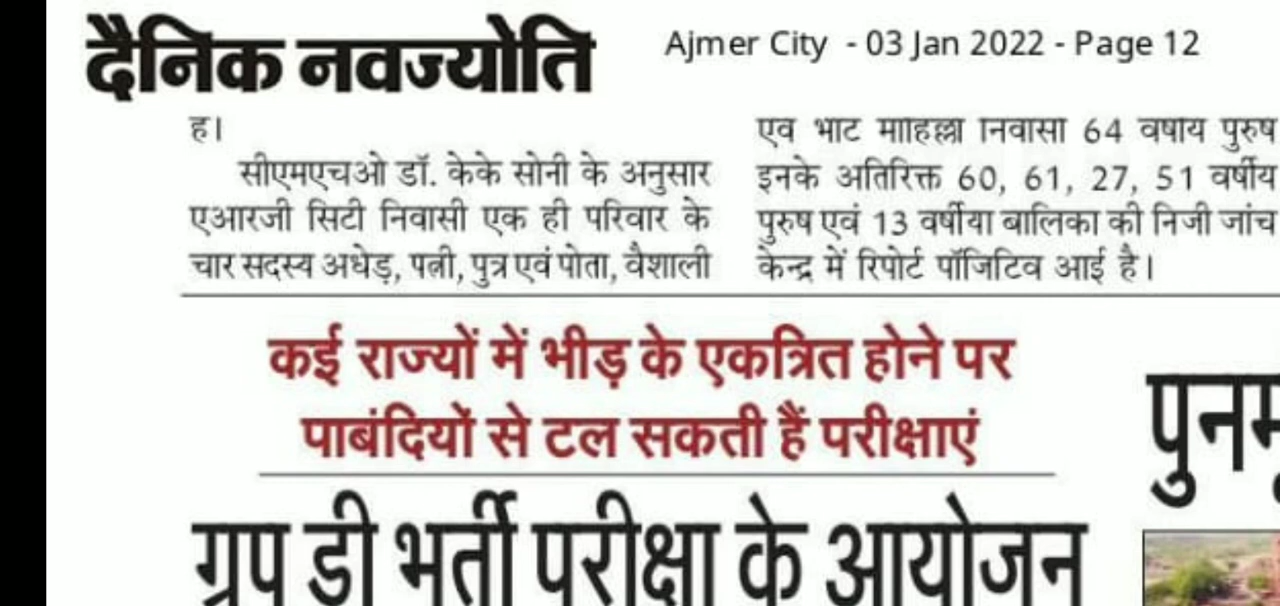 दैनिक नवज्योति
Ajmer City - 03 Jan 2022 - Page 12
है।
सीएमएचओ डॉ. केके सोनी के अनुसार
एआरजी सिटी निवासी एक ही परिवार के
चार सदस्य अधेड़, पत्नी, पुत्र एवं पोता, वैशाली
एवं भाट मोहल्ला निवासी 64 वर्षीय पुरुष
इनके अतिरिक्त 60, 61, 27, 51 वर्षीय
पुरुष एवं 13 वर्षीया बालिका की निजी जांच
केन्द्र में रिपोर्ट पॉजिटिव आई है।
कई राज्यों में भीड़ के एकत्रित होने पर
पाबंदियों से टल सकती हैं परीक्षाएं
ग्रुप डी भर्ती परीक्षा के आयोजन